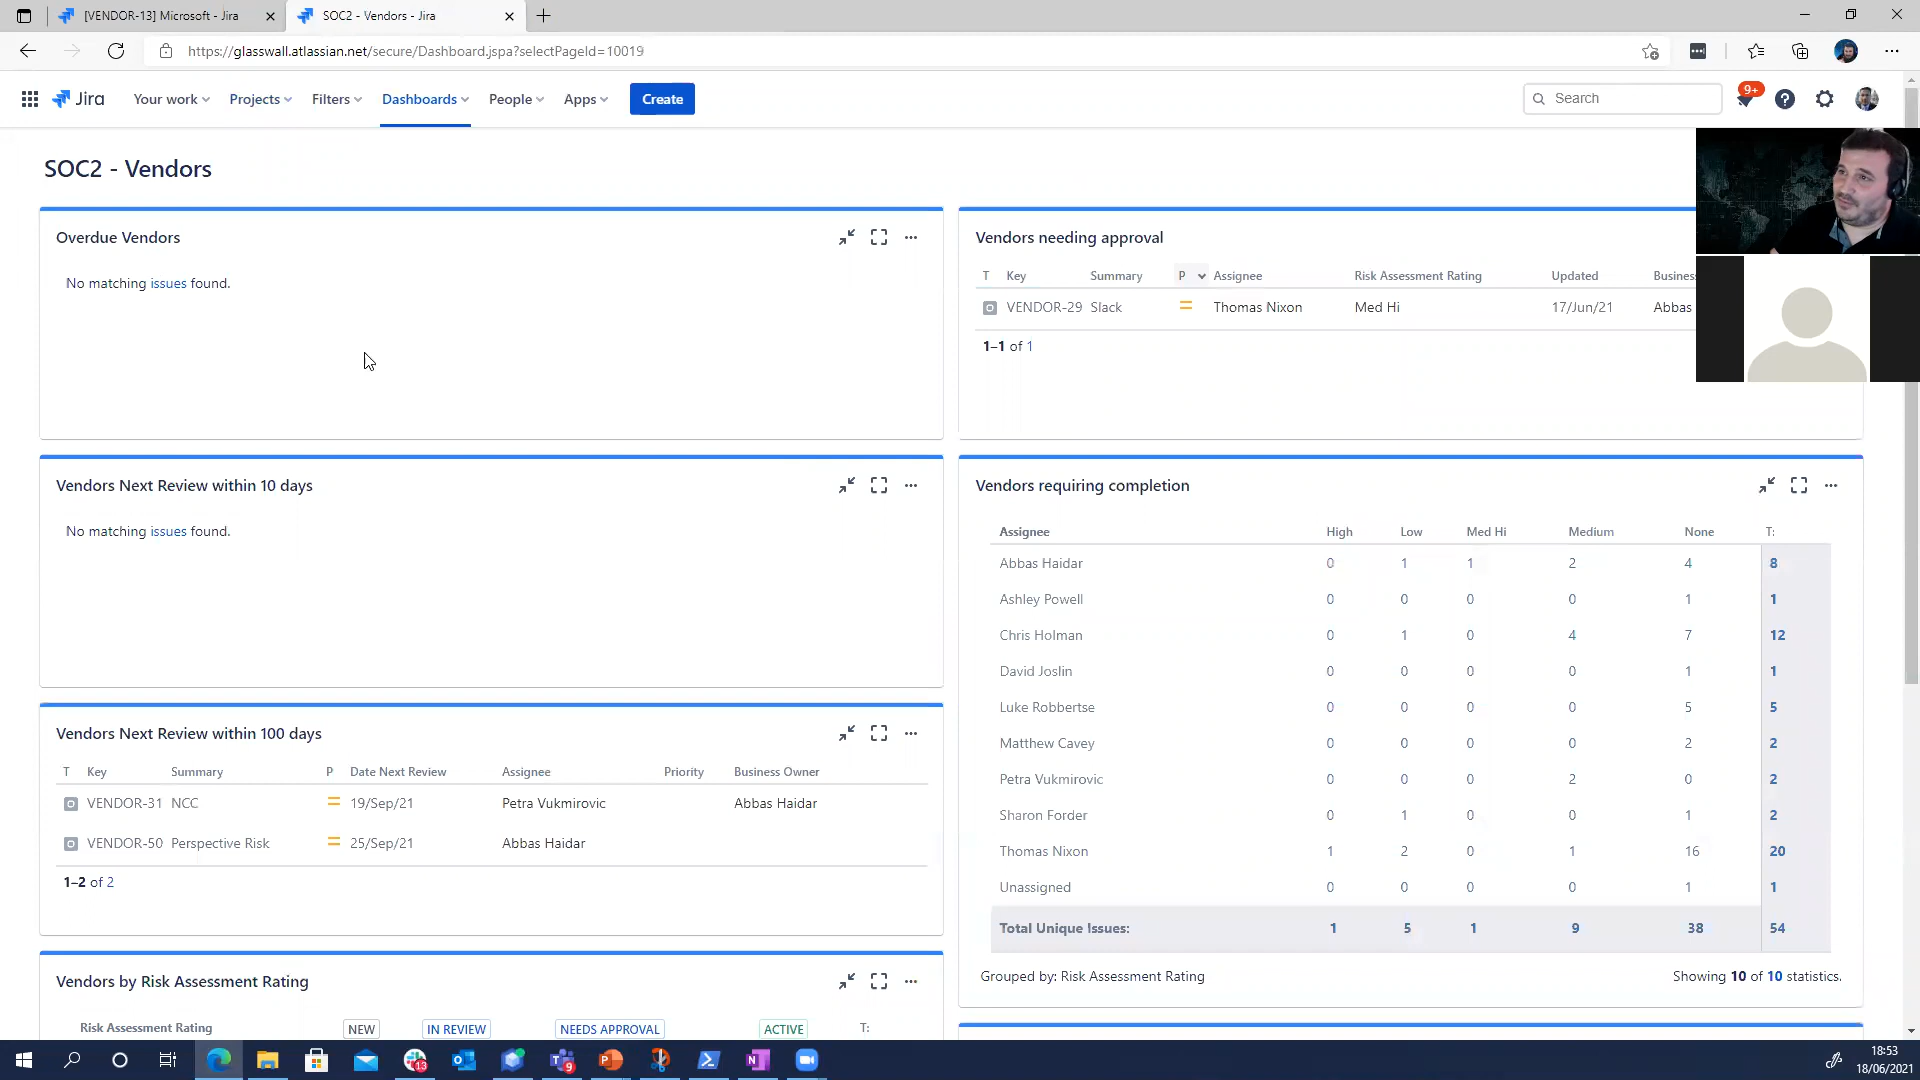 [VENDOR-13] Microsoft - Jira
SOC2 - Vendors - Jira
https://glasswall.atlassian.net/secure/Dashboard.jspa?selectPageId=10019
Jira Your work Projects Filters Dashboards People Apps Create Search 9+
SOC2 - Vendors
Overdue Vendors
No matching issues found.
Vendors needing approval
T Key Summary P Assignee Risk Assessment Rating Updated Busines
VENDOR-29 Slack Thomas Nixon Med Hi 17/Jun/21 Abbas
1–1 of 1
Vendors Next Review within 10 days
No matching issues found.
Vendors requiring completion
Assignee High Low Med Hi Medium None T:
Abbas Haidar 0 1 1 2 4 8
Ashley Powell 0 0 0 0 1 1
Chris Holman 0 1 0 4 7 12
David Joslin 0 0 0 0 1 1
Luke Robbertse 0 0 0 0 5 5
Matthew Cavey 0 0 0 0 2 2
Petra Vukmirovic 0 0 0 2 0 2
Sharon Forder 0 1 0 0 1 2
Thomas Nixon 1 2 0 1 16 20
Unassigned 0 0 0 0 1 1
Total Unique Issues: 1 5 1 9 38 54
Grouped by: Risk Assessment Rating Showing 10 of 10 statistics.
Vendors Next Review within 100 days
T Key Summary P Date Next Review Assignee Priority Business Owner
VENDOR-31 NCC 19/Sep/21 Petra Vukmirovic Abbas Haidar
VENDOR-50 Perspective Risk 25/Sep/21 Abbas Haidar
1–2 of 2
Vendors by Risk Assessment Rating
Risk Assessment Rating NEW IN REVIEW NEEDS APPROVAL ACTIVE T:
13
9
18:53
18/06/2021